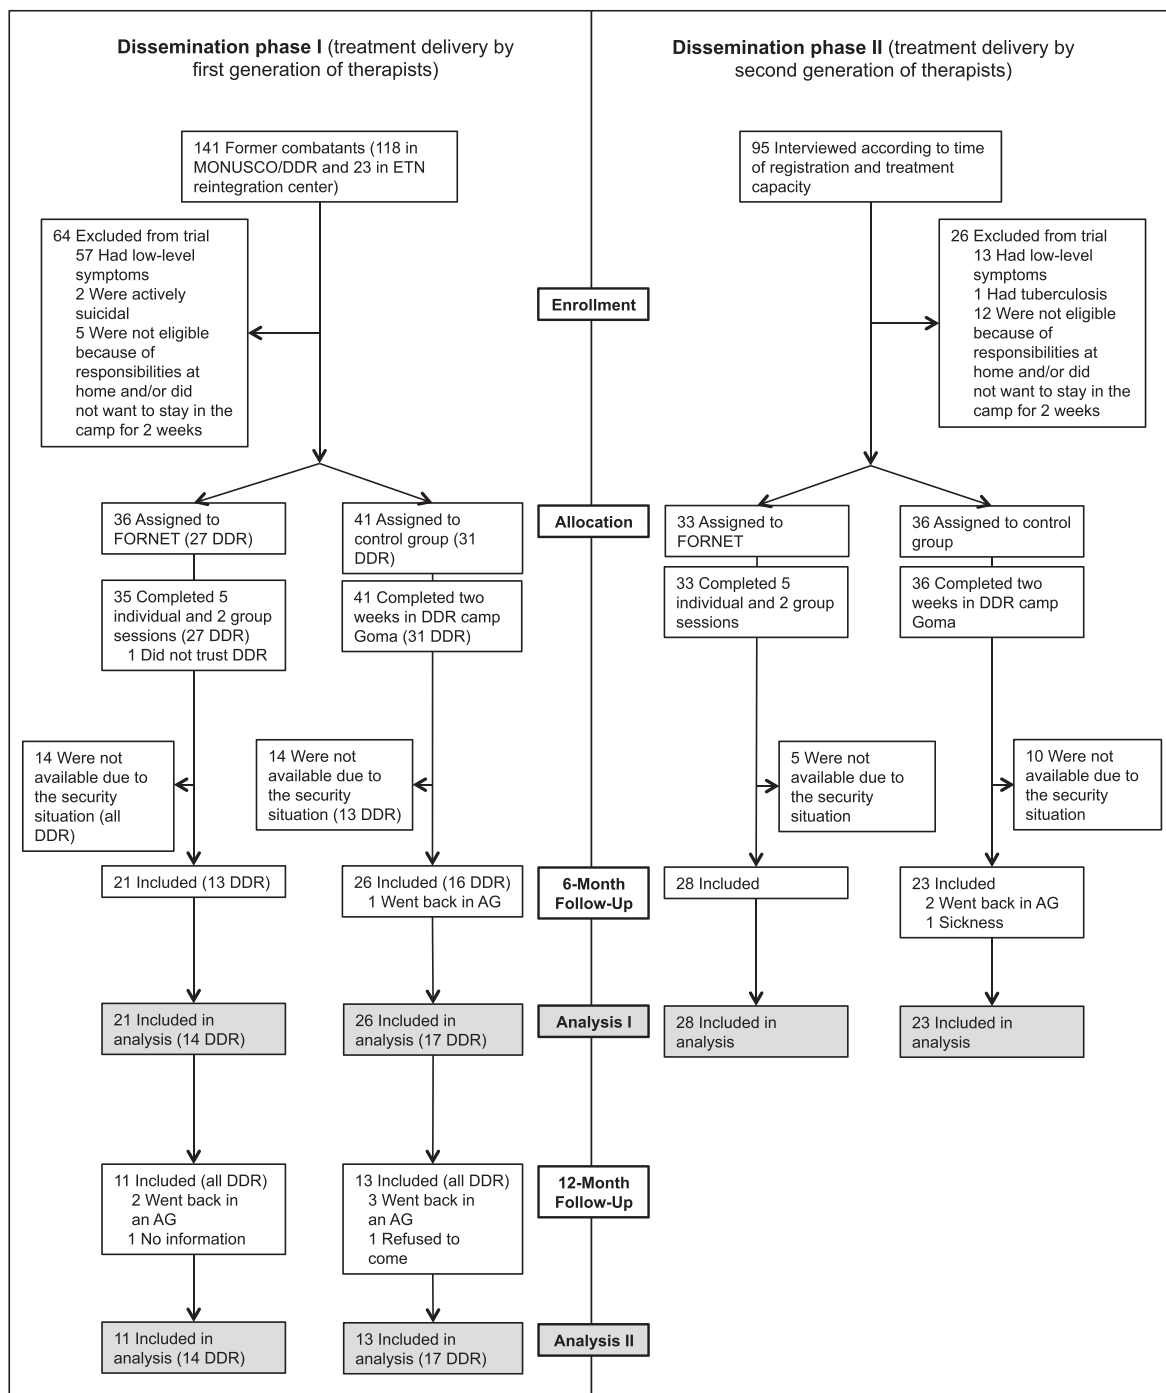 Dissemination phase I (treatment delivery by
first generation of therapists)
Dissemination phase II (treatment delivery by
second generation of therapists)
141 Former combatants (118 in
MONUSCO/DDR and 23 in ETN
reintegration center)
95 Interviewed according to time
of registration and treatment
capacity
64 Excluded from trial
57 Had low-level
symptoms
2 Were actively
suicidal
5 Were not eligible
because of
responsibilities at
home and/or did
not want to stay in the
camp for 2 weeks
Enrollment
26 Excluded from trial
13 Had low-level
symptoms
1 Had tuberculosis
12 Were not eligible
because of
responsibilities at
home and/or did
not want to stay in the
camp for 2 weeks
36 Assigned to
FORNET (27 DDR)
41 Assigned to
control group (31
DDR)
Allocation
33 Assigned to
FORNET
36 Assigned to control
group
35 Completed 5
individual and 2 group
sessions (27 DDR)
1 Did not trust DDR
41 Completed two
weeks in DDR camp
Goma (31 DDR)
33 Completed 5
individual and 2 group
sessions
36 Completed two
weeks in DDR camp
Goma
14 Were not
available due to
the security
situation (all
DDR)
14 Were not
available due to
the security
situation (13 DDR)
5 Were not
available due to
the security
situation
10 Were not
available due to
the security
situation
21 Included (13 DDR)
26 Included (16 DDR)
1 Went back in AG
6-Month
Follow-Up
28 Included
23 Included
2 Went back in AG
1 Sickness
21 Included in
analysis (14 DDR)
26 Included in
analysis (17 DDR)
Analysis I
28 Included in
analysis
23 Included in
analysis
11 Included (all DDR)
2 Went back in
an AG
1 No information
13 Included (all DDR)
3 Went back in
an AG
1 Refused to
come
12-Month
Follow-Up
11 Included in
analysis (14 DDR)
13 Included in
analysis (17 DDR)
Analysis II